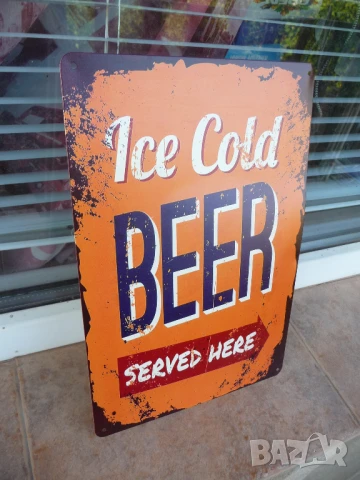 Ice Cold
BEER
SERVED HERE
BAZAR